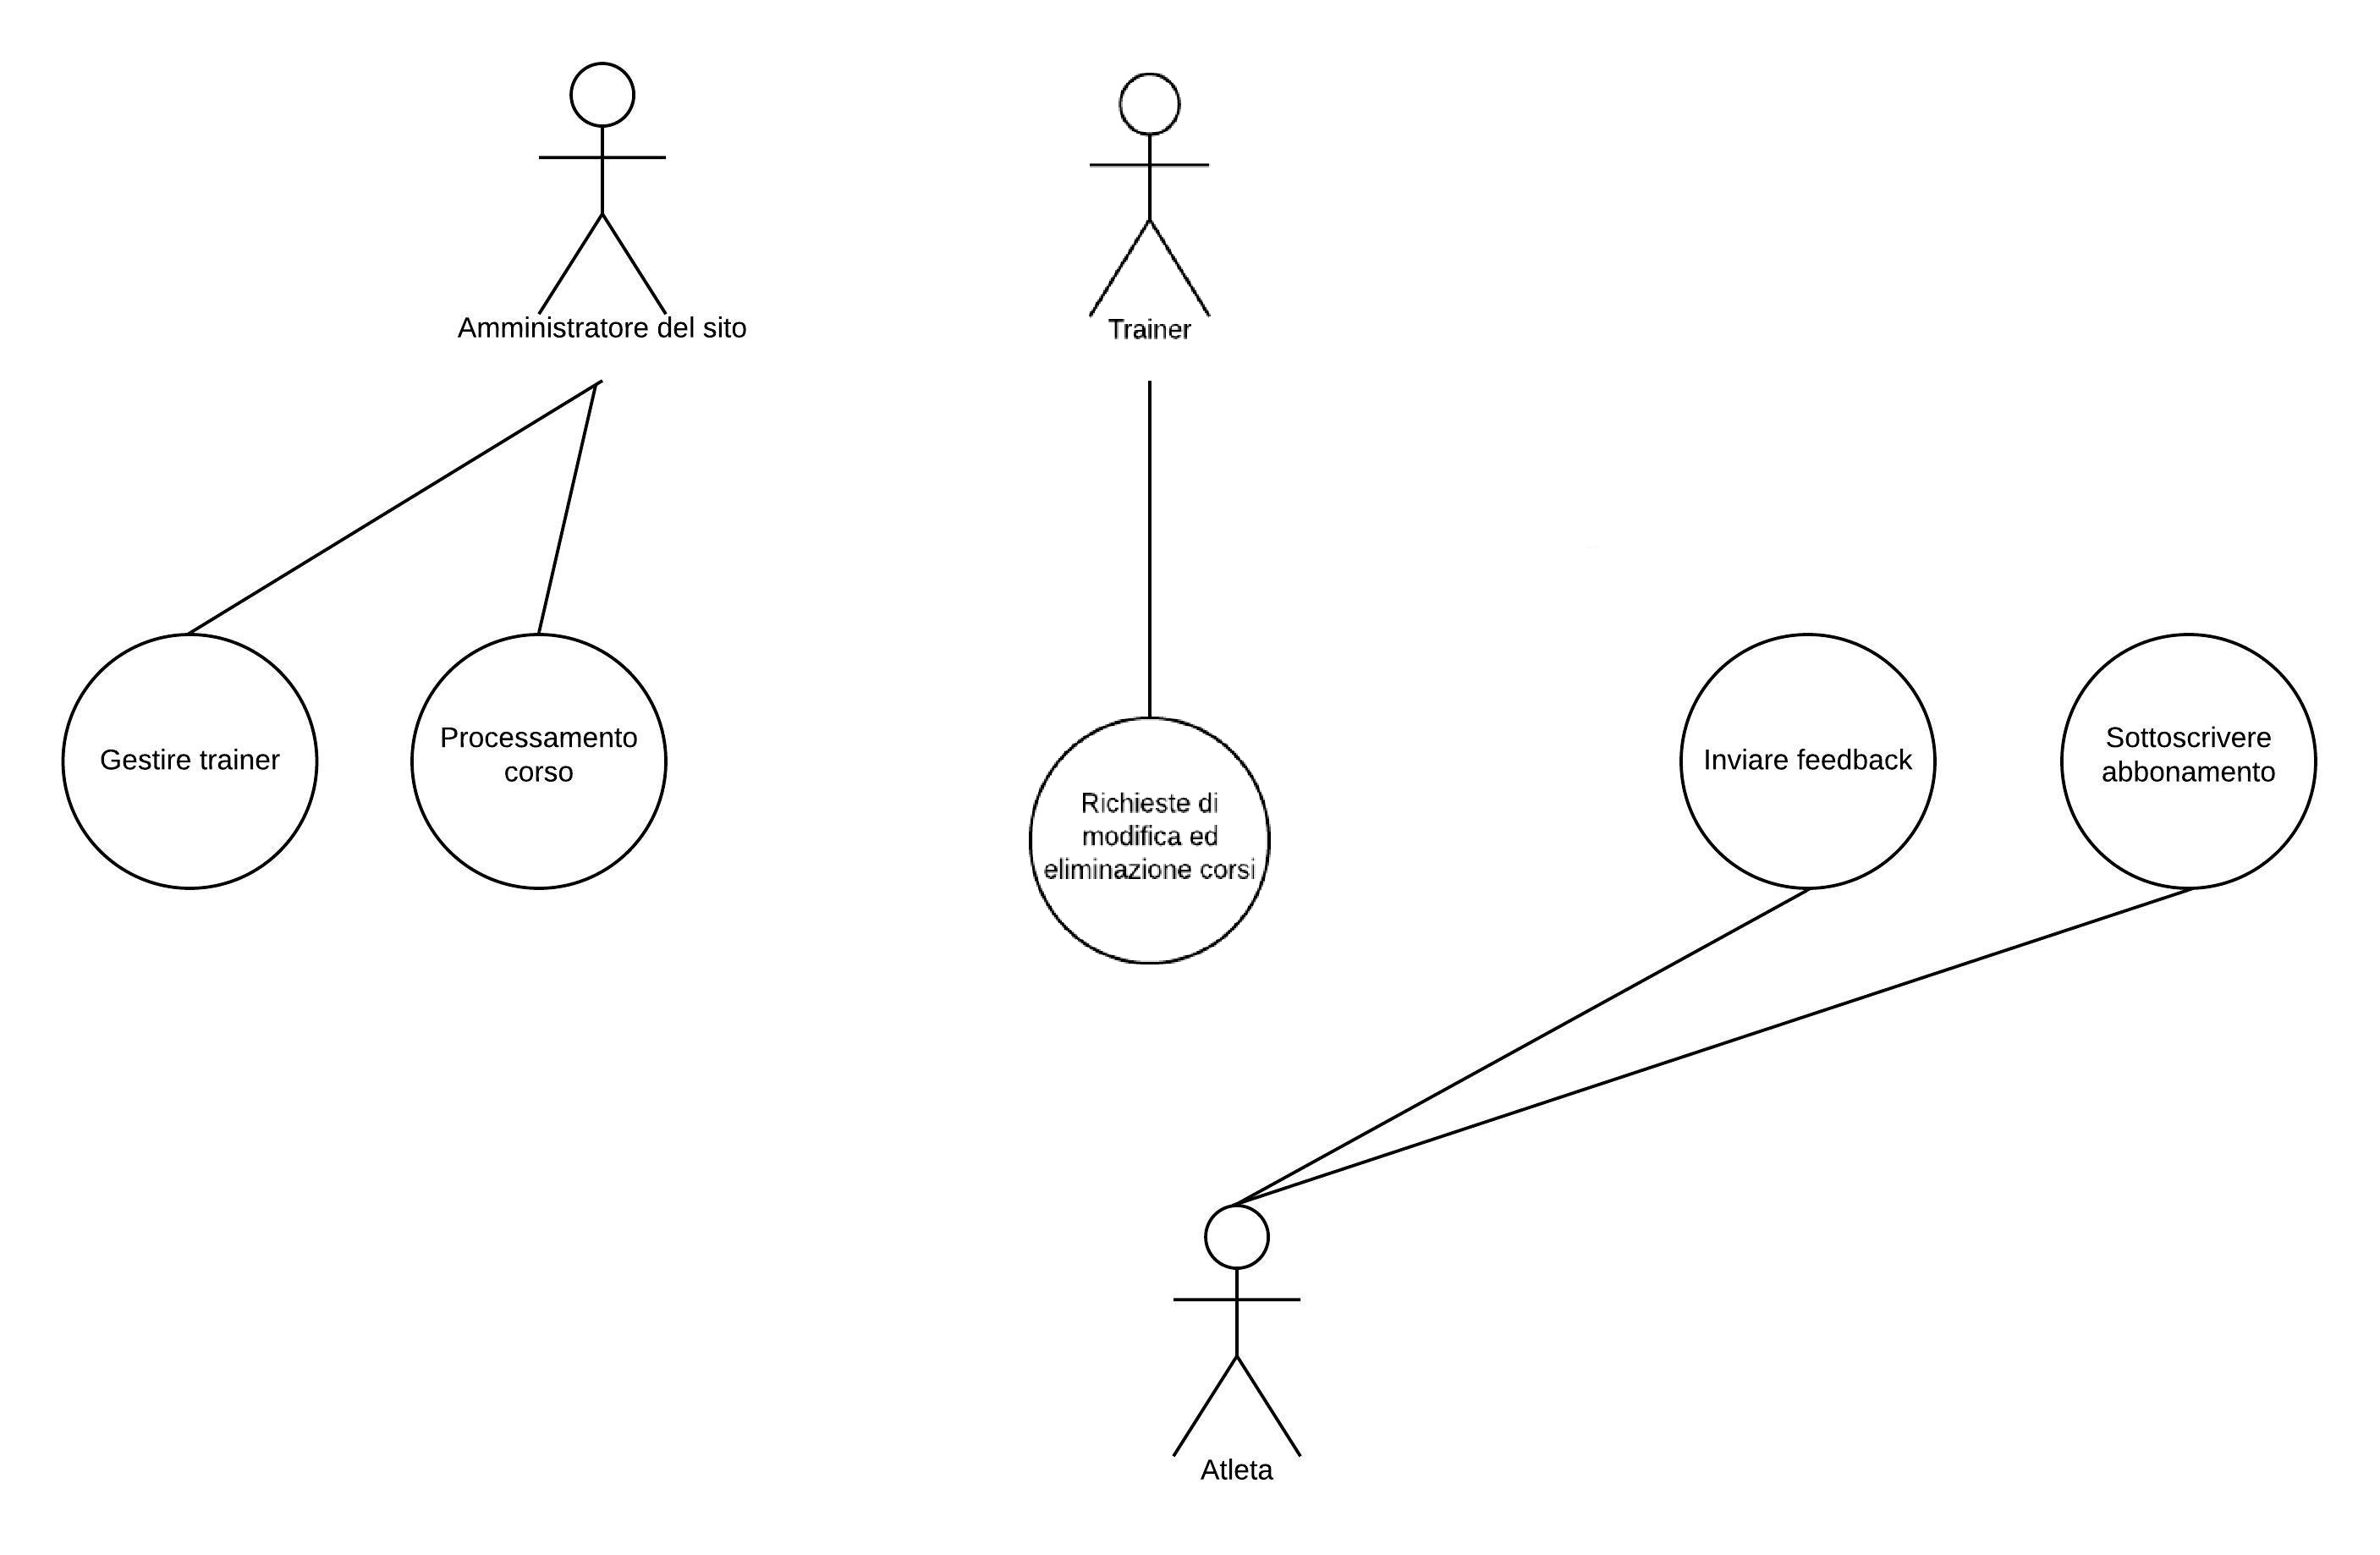 Amministratore del sito
Trainer
Gestire trainer
Processamento
corso
Richieste di
modifica ed
eliminazione corsi
Inviare feedback
Sottoscrivere
abbonamento
Atleta